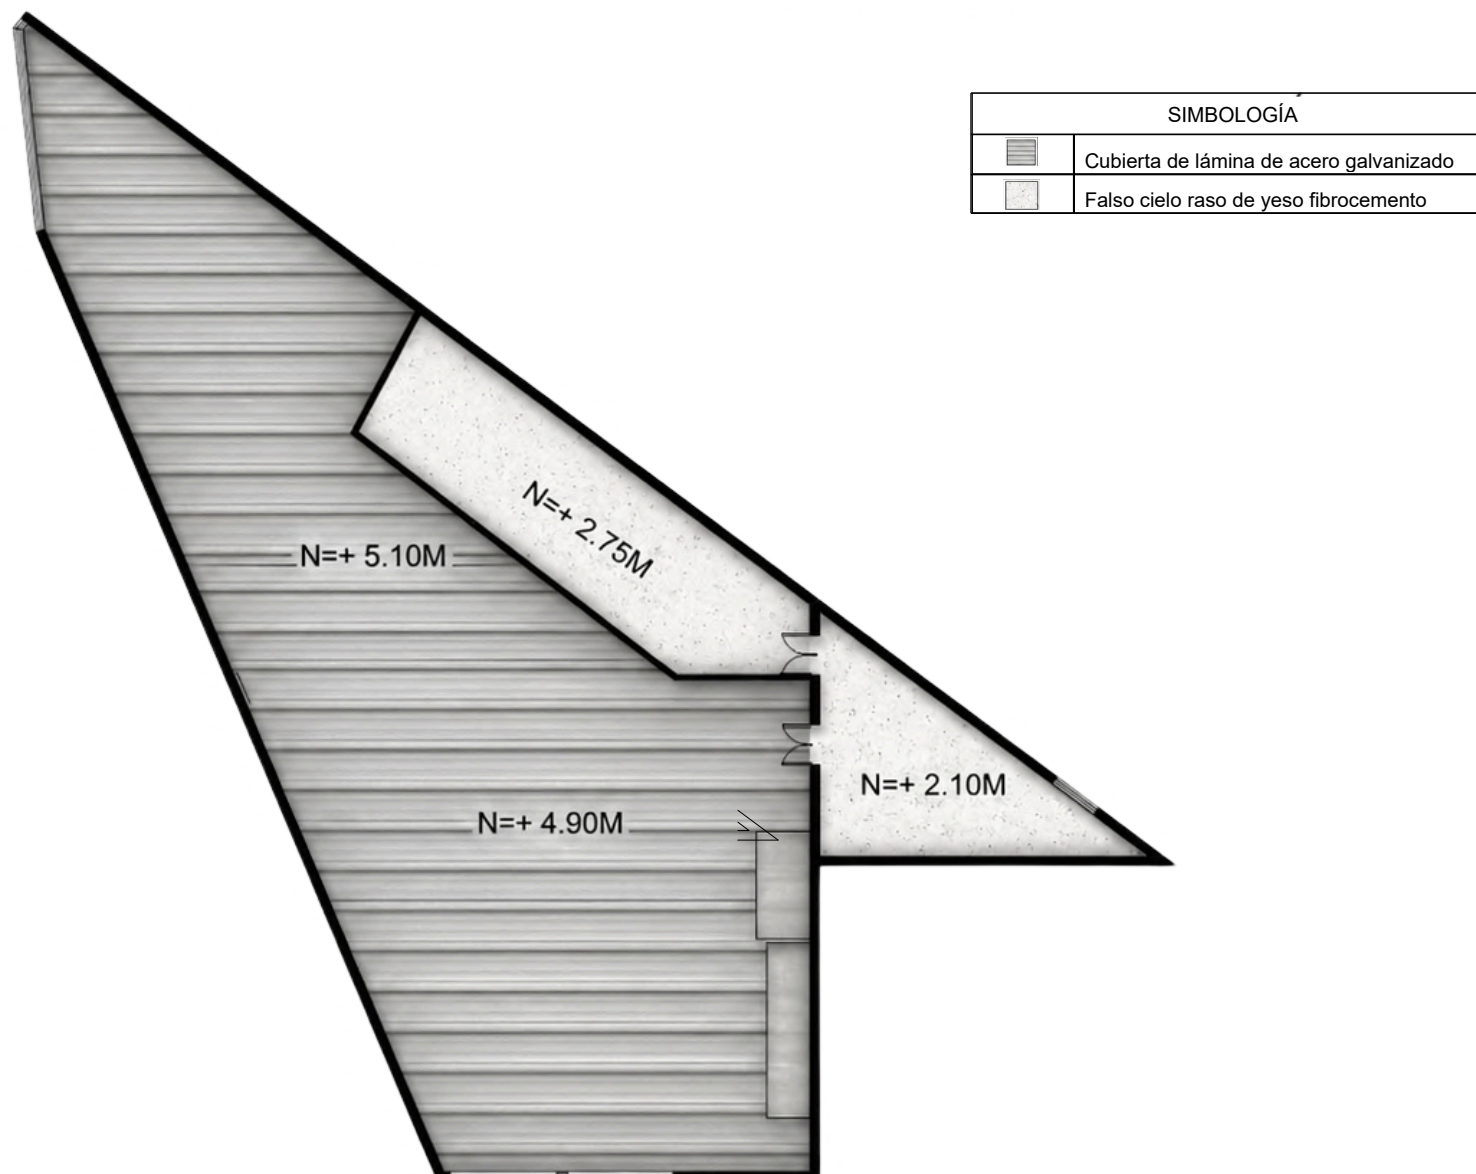 SIMBOLOGÍA
Cubierta de lámina de acero galvanizado
Falso cielo raso de yeso fibrocemento
N=+ 2.75M
N=+ 5.10M
N=+ 2.10M
N=+ 4.90M